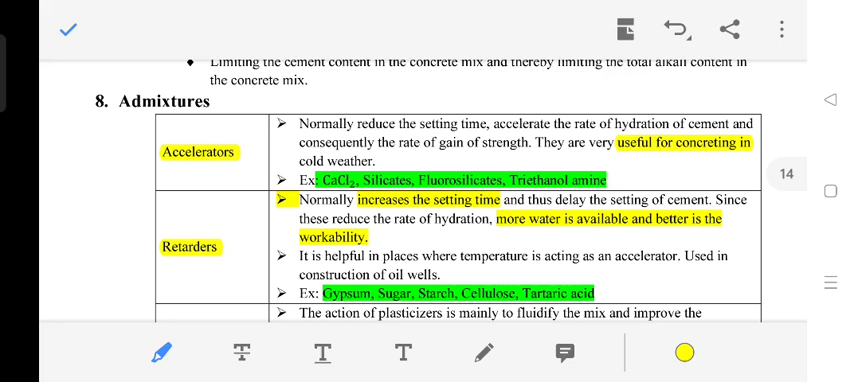 Limiting the cement content in the concrete mix and thereby limiting the total alkali content in
the concrete mix.
8. Admixtures
Accelerators
➢ Normally reduce the setting time, accelerate the rate of hydration of cement and
consequently the rate of gain of strength. They are very useful for concreting in
cold weather.
➢ Ex: CaCl₂, Silicates, Fluorosilicates, Triethanol amine
14
Retarders
➢ Normally increases the setting time and thus delay the setting of cement. Since
these reduce the rate of hydration, more water is available and better is the
workability.
➢ It is helpful in places where temperature is acting as an accelerator. Used in
construction of oil wells.
➢ Ex: Gypsum, Sugar, Starch, Cellulose, Tartaric acid
➢ The action of plasticizers is mainly to fluidify the mix and improve the